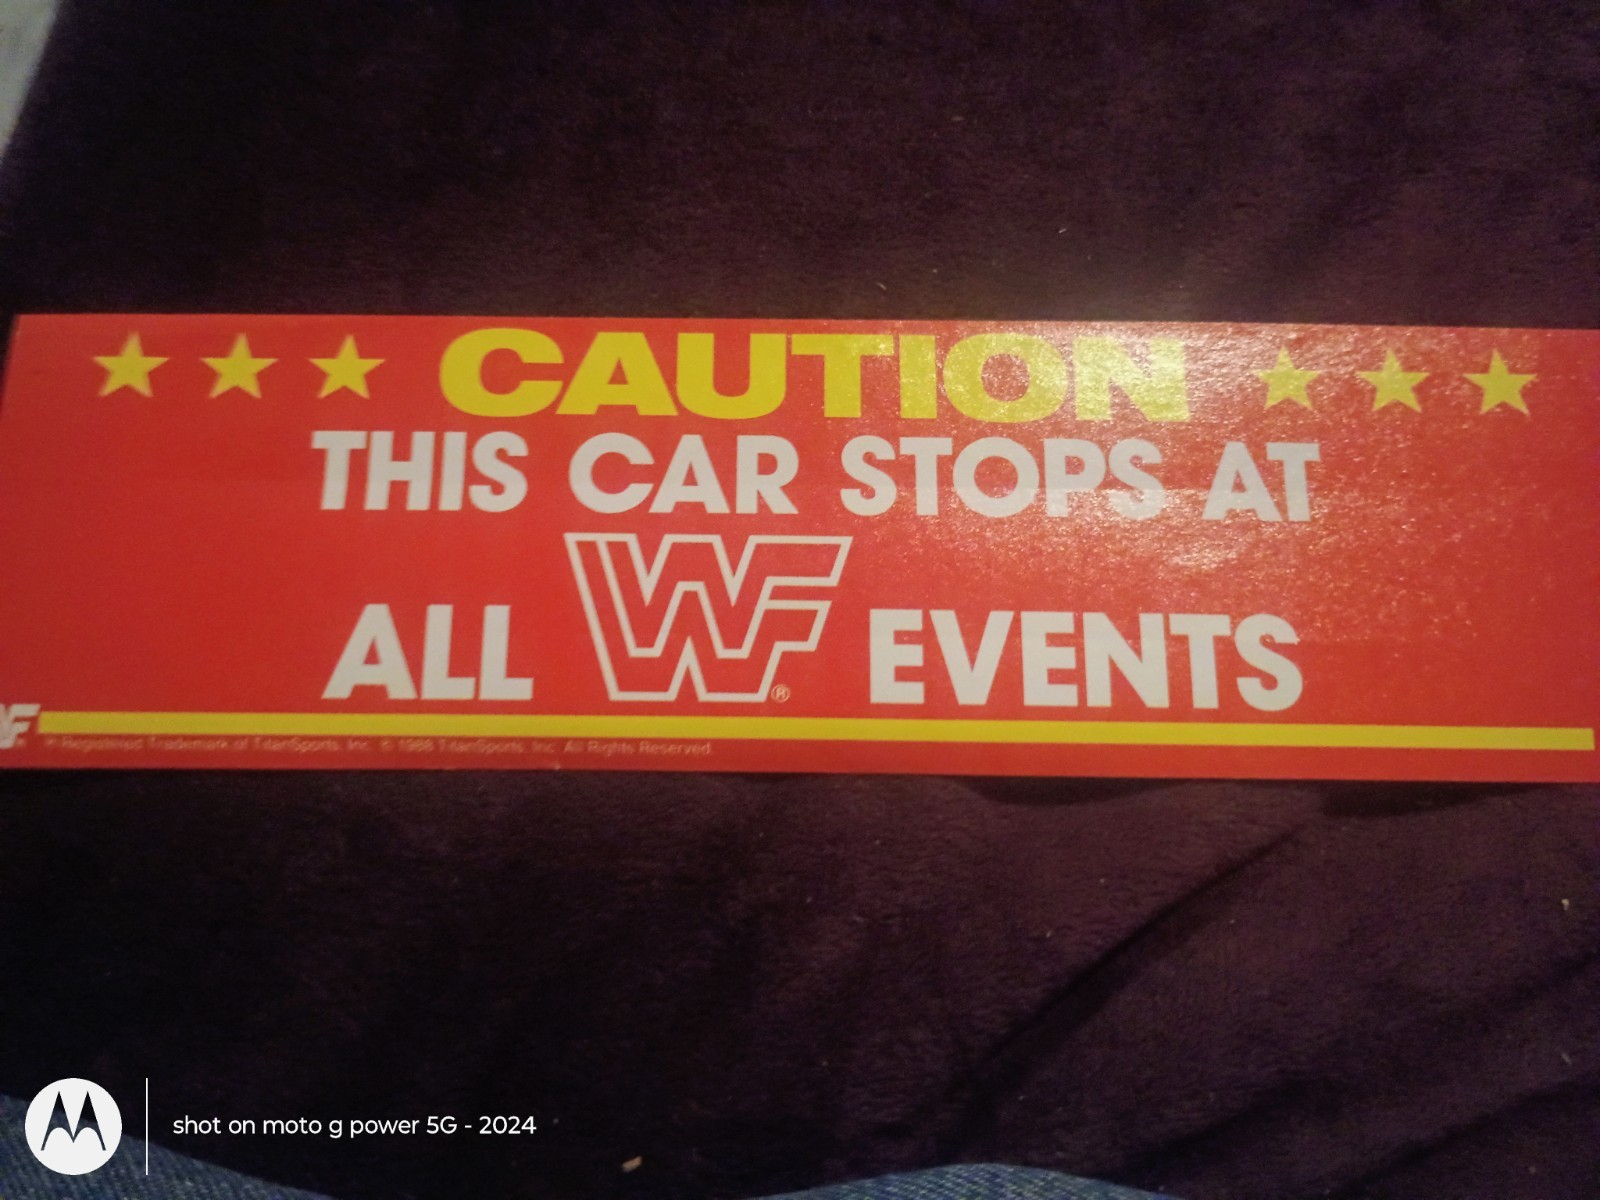 ★ ★ ★ CAUTION ★ ★ ★
THIS CAR STOPS AT
ALL WF® EVENTS
® Registered Trademark of TitanSports, Inc. © 1988 TitanSports, Inc. All Rights Reserved.
shot on moto g power 5G - 2024